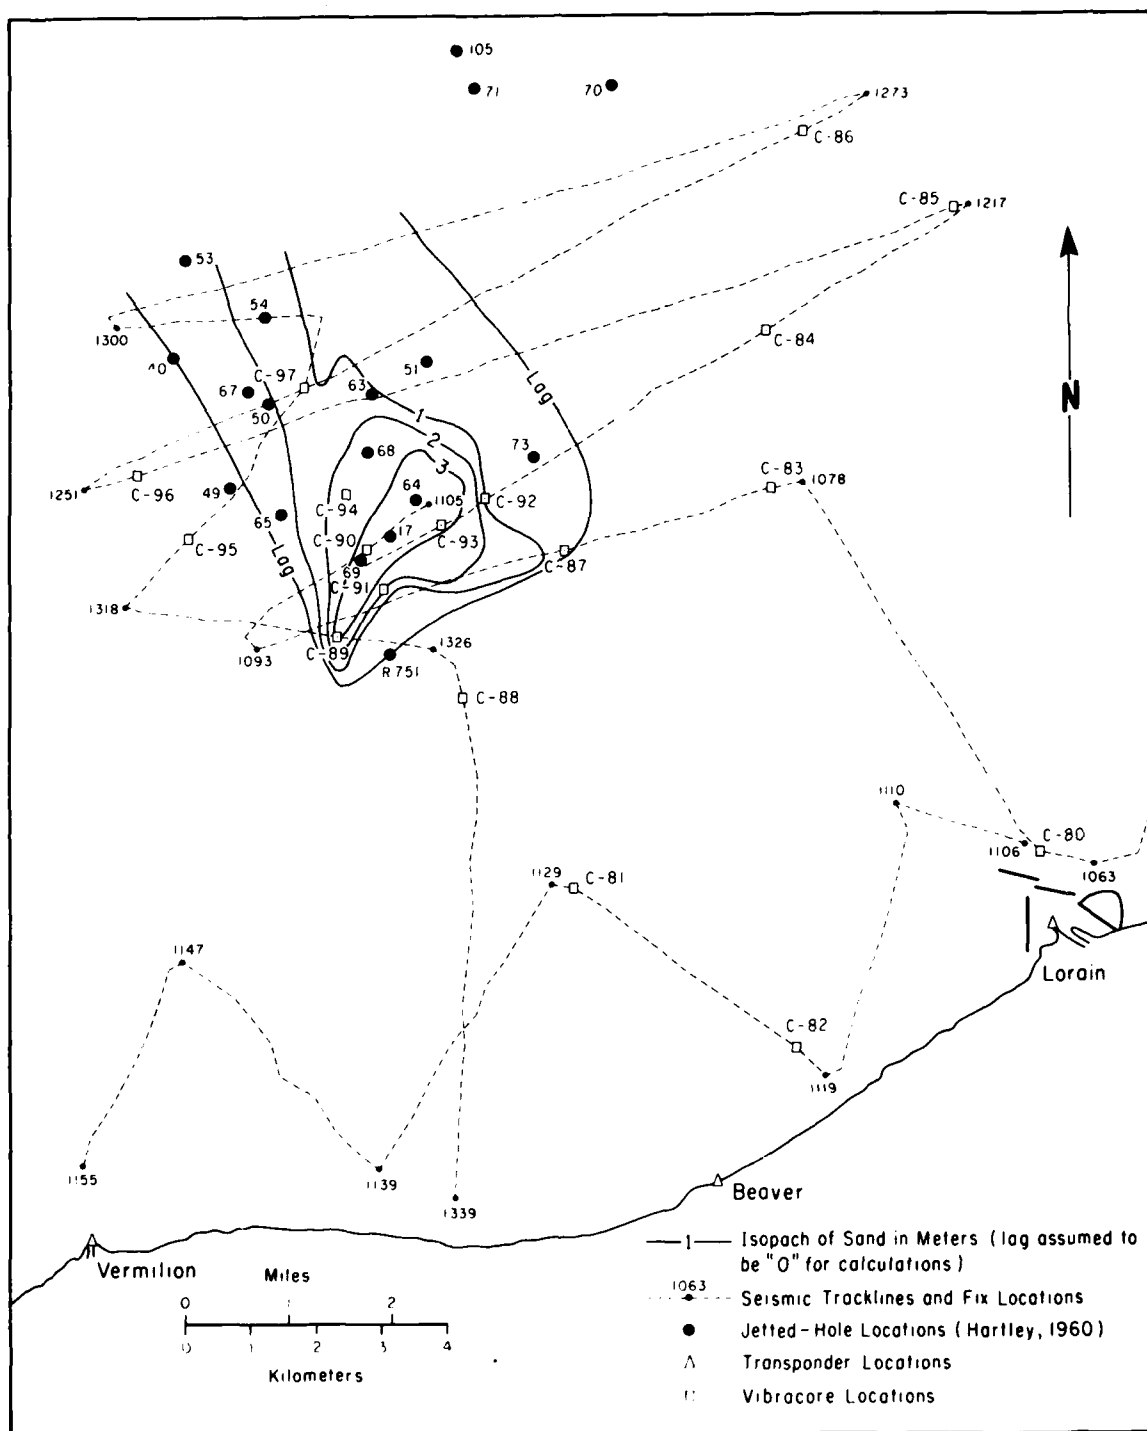 105
71
70
1273
C-86
C-85
1217
53
54
1300
C-84
40
C-97
67
50
63
51
Lag
N
1
2
3
68
73
C-83
1078
1251
C-96
49
C-94
64
1105
C-92
65
C-90
17
C-93
C-95
Lag
69
C-91
C-87
1318
C-89
1093
1326
R751
C-88
1110
C-80
1106
1063
1129
C-81
1147
Lorain
C-82
1119
1155
1139
1339
Beaver
Vermilion
Miles
0 1 2
0 1 2 3 4
Kilometers
1 Isopach of Sand in Meters (lag assumed to
be "0" for calculations)
1063 Seismic Tracklines and Fix Locations
Jetted-Hole Locations (Hartley, 1960)
Transponder Locations
Vibracore Locations